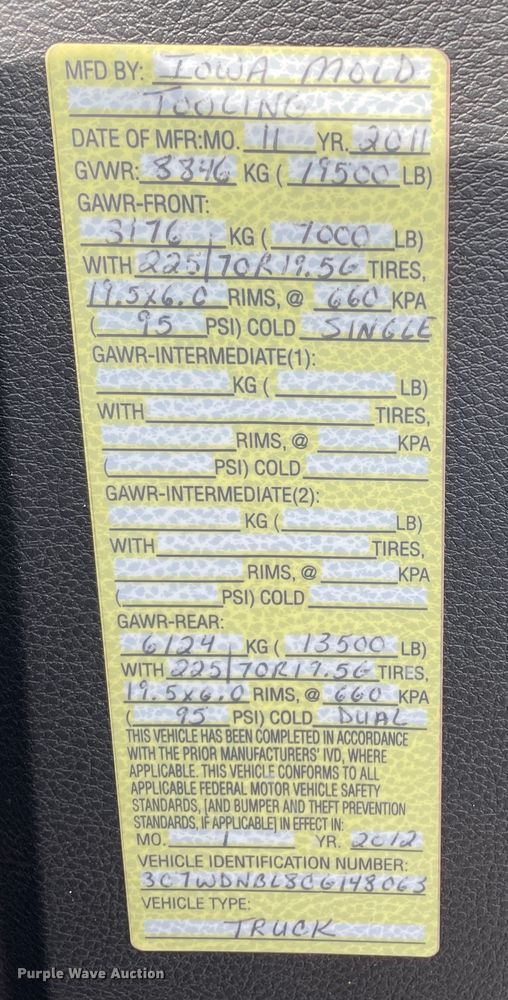 MFD BY: IOWA MOLD
TOOLING
DATE OF MFR:MO. 11 YR. 2011
GVWR: 8846 KG ( 19500 LB)
GAWR-FRONT:
3176 KG ( 7000 LB)
WITH 225/70R19.5G TIRES,
19.5x6.0 RIMS, @ 660 KPA
( 95 PSI) COLD SINGLE
GAWR-INTERMEDIATE(1):
KG ( LB)
WITH TIRES,
RIMS, @ KPA
( PSI) COLD
GAWR-INTERMEDIATE(2):
KG ( LB)
WITH TIRES,
RIMS, @ KPA
( PSI) COLD
GAWR-REAR:
6124 KG ( 13500 LB)
WITH 225/70R19.5G TIRES,
19.5x6.0 RIMS, @ 660 KPA
( 95 PSI) COLD DUAL
THIS VEHICLE HAS BEEN COMPLETED IN ACCORDANCE
WITH THE PRIOR MANUFACTURERS' IVD, WHERE
APPLICABLE. THIS VEHICLE CONFORMS TO ALL
APPLICABLE FEDERAL MOTOR VEHICLE SAFETY
STANDARDS, [AND BUMPER AND THEFT PREVENTION
STANDARDS, IF APPLICABLE] IN EFFECT IN:
MO. 1 YR. 2012
VEHICLE IDENTIFICATION NUMBER:
3C7WDNBL8CG148063
VEHICLE TYPE:
TRUCK
Purple Wave Auction